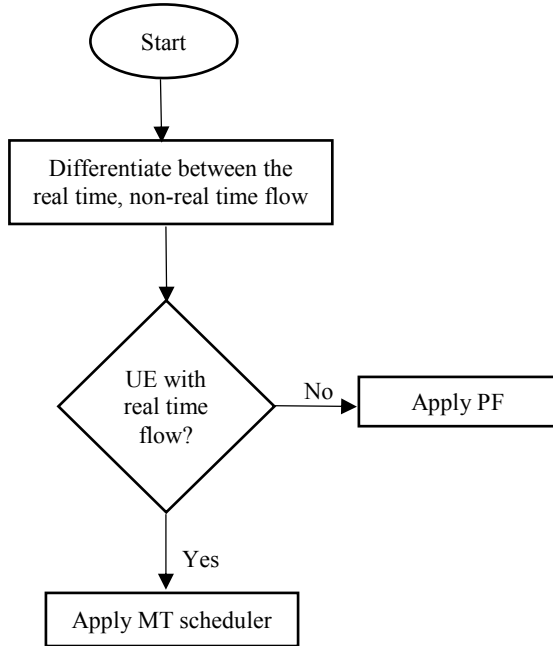 Start
Differentiate between the
real time, non-real time flow
UE with
real time
flow?
No
Apply PF
Yes
Apply MT scheduler